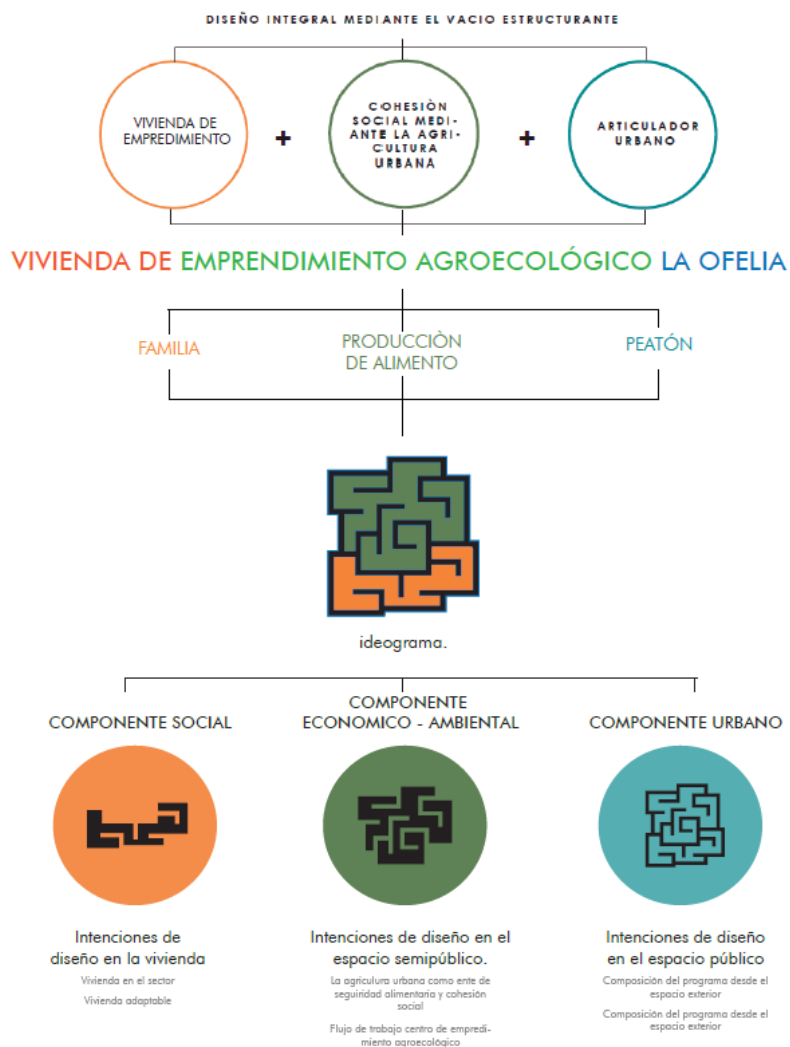 DISEÑO INTEGRAL MEDIANTE EL VACIO ESTRUCTURANTE
VIVIENDA DE
EMPREDIMIENTO
+
COHESIÒN
SOCIAL MEDI-
ANTE LA AGRI-
CULTURA
URBANA
+
ARTICULADOR
URBANO
VIVIENDA DE EMPRENDIMIENTO AGROECOLÓGICO LA OFELIA
FAMILIA
PRODUCCIÒN
DE ALIMENTO
PEATÓN
ideograma.
COMPONENTE SOCIAL
COMPONENTE
ECONOMICO - AMBIENTAL
COMPONENTE URBANO
Intenciones de
diseño en la vivienda
Vivienda en el sector
Vivienda adaptable
Intenciones de diseño en el
espacio semipúblico.
La agricultura urbana como ente de
seguiridad alimentaria y cohesión
social
Flujo de trabajo centro de empredi-
miento agroecológico
Intenciones de diseño
en el espacio público
Composición del programa desde el
espacio exterior
Composición del programa desde el
espacio exterior